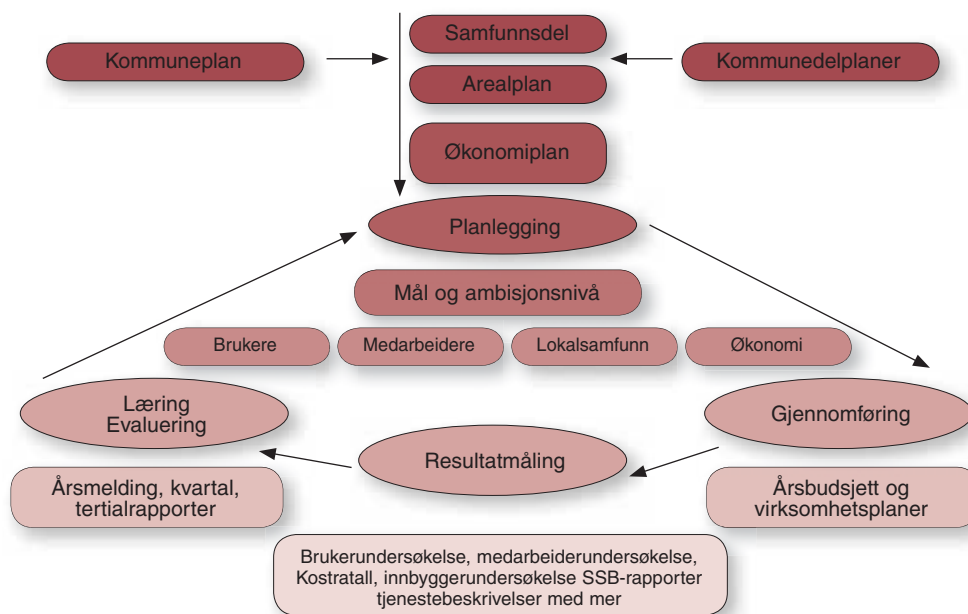 Samfunnsdel
Kommuneplan
Kommunedelplaner
Arealplan
Økonomiplan
Planlegging
Mål og ambisjonsnivå
Brukere
Medarbeidere
Lokalsamfunn
Økonomi
Læring
Evaluering
Gjennomføring
Resultatmåling
Årsmelding, kvartal,
tertialrapporter
Årsbudsjett og
virksomhetsplaner
Brukerundersøkelse, medarbeiderundersøkelse,
Kostratall, innbyggerundersøkelse SSB-rapporter
tjenestebeskrivelser med mer